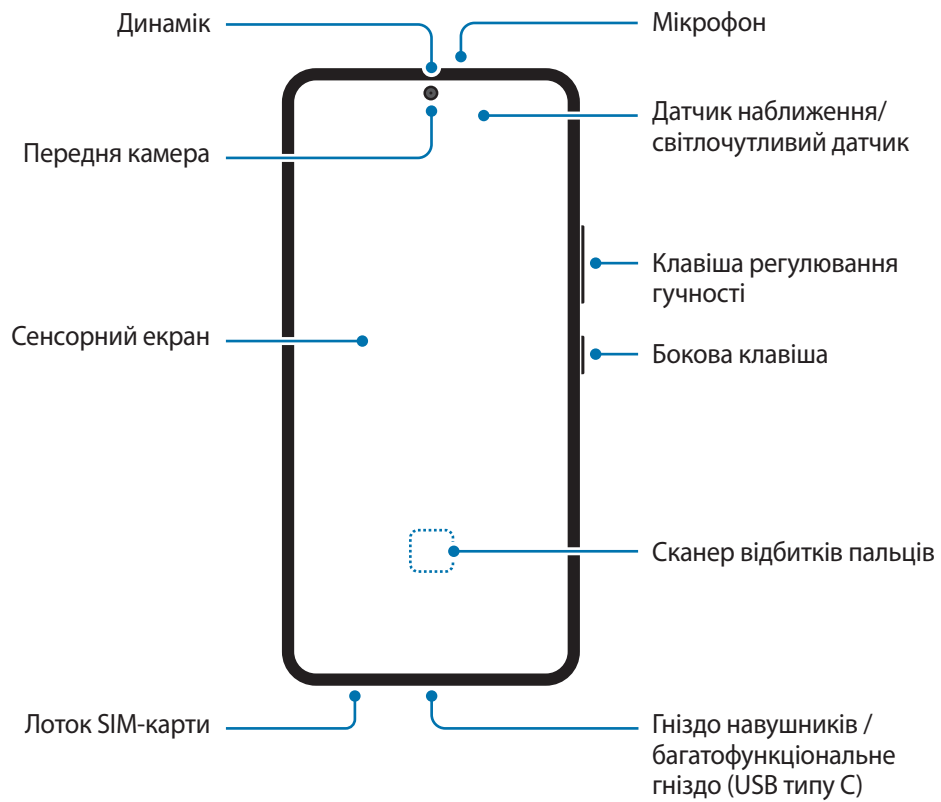 Динамік
Мікрофон
Передня камера
Датчик наближення/
світлочутливий датчик
Клавіша регулювання
гучності
Сенсорний екран
Бокова клавіша
Сканер відбитків пальців
Лоток SIM-карти
Гніздо навушників /
багатофункціональне
гніздо (USB типу C)